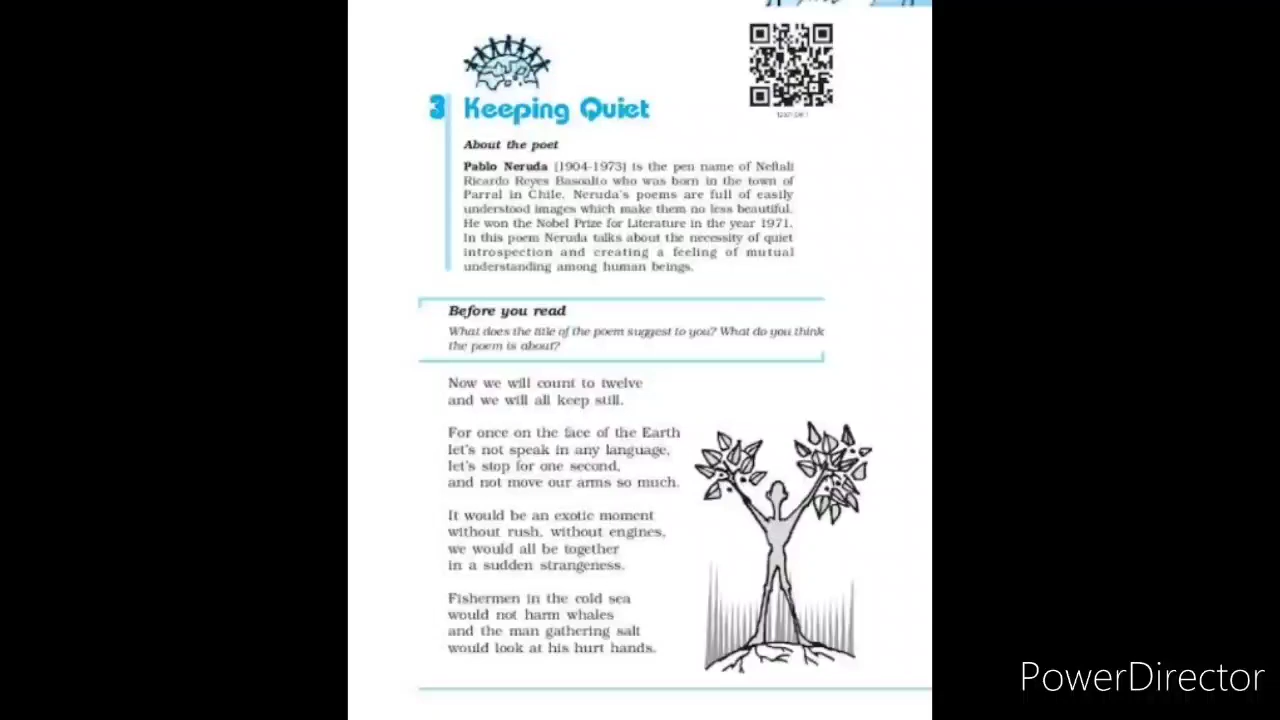 3 Keeping Quiet
About the poet
Pablo Neruda (1904-1973) is the pen name of Neftali
Ricardo Reyes Basoalto who was born in the town of
Parral in Chile. Neruda's poems are full of easily
understood images which make them no less beautiful.
He won the Nobel Prize for Literature in the year 1971.
In this poem Neruda talks about the necessity of quiet
introspection and creating a feeling of mutual
understanding among human beings.
Before you read
What does the title of the poem suggest to you? What do you think
the poem is about?
Now we will count to twelve
and we will all keep still.
For once on the face of the Earth
let's not speak in any language,
let's stop for one second,
and not move our arms so much.
It would be an exotic moment
without rush, without engines,
we would all be together
in a sudden strangeness.
Fishermen in the cold sea
would not harm whales
and the man gathering salt
would look at his hurt hands.
PowerDirector